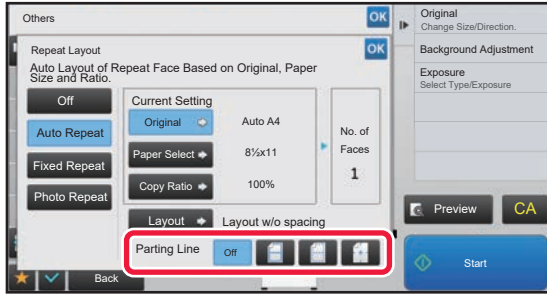 Others
OK
Repeat Layout
OK
Auto Layout of Repeat Face Based on Original, Paper
Size and Ratio.
Off
Auto Repeat
Fixed Repeat
Photo Repeat
Current Setting
Original
Auto A4
Paper Select
8½x11
Copy Ratio
100%
No. of
Faces
1
Layout
Layout w/o spacing
Parting Line
Off
Back
Original
Change Size/Direction.
Background Adjustment
Exposure
Select Type/Exposure
Preview
CA
Start